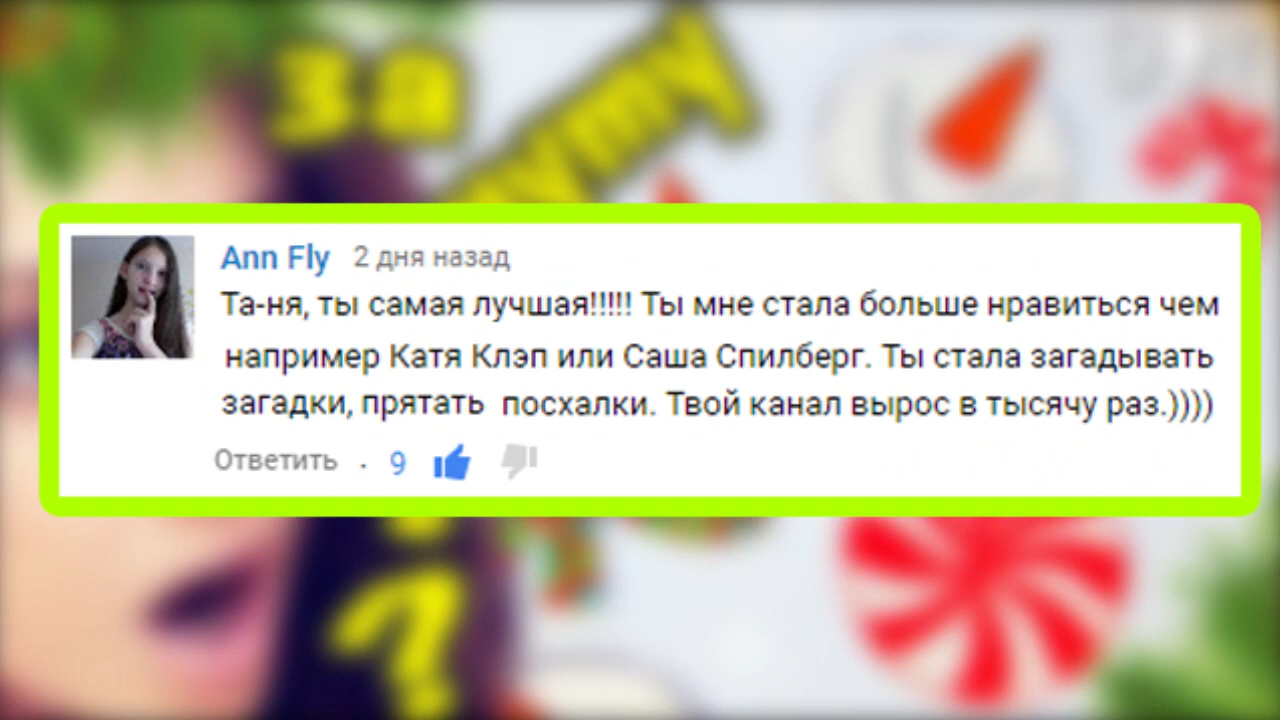 за
Ann Fly 2 дня назад
Та-ня, ты самая лучшая!!!!! Ты мне стала больше нравиться чем
например Катя Клэп или Саша Спилберг. Ты стала загадывать
загадки, прятать посхалки. Твой канал вырос в тысячу раз.))))
Ответить · 9
?